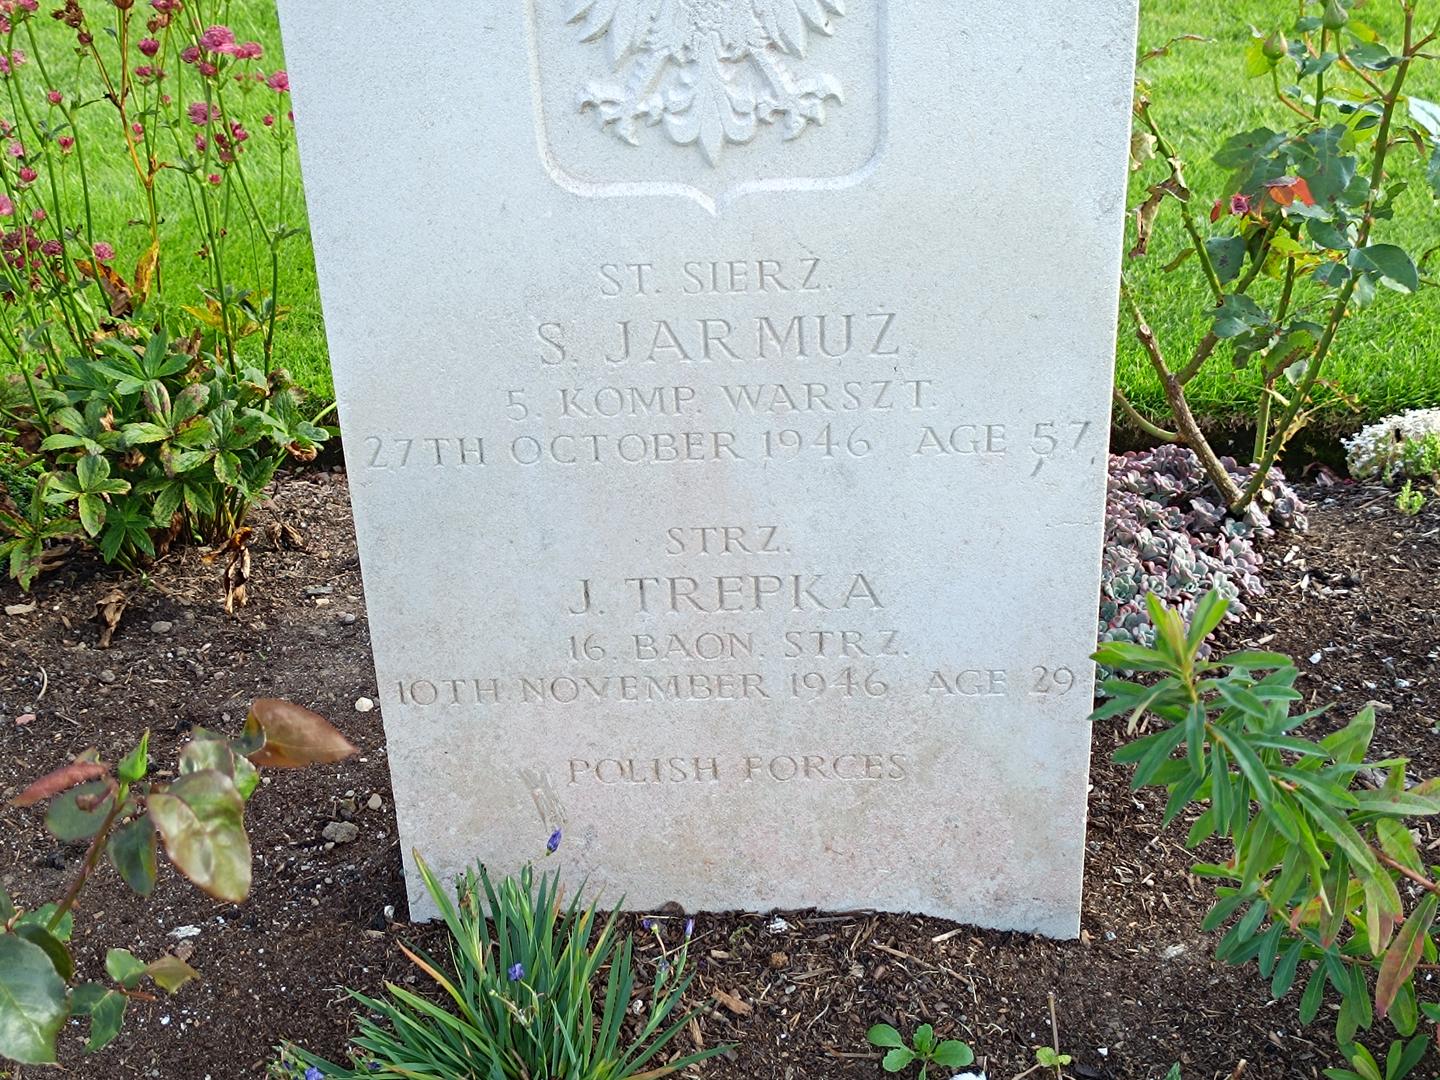 ST. SIERŻ.
S. JARMUŻ
5. KOMP. WARSZT.
27TH OCTOBER 1946 AGE 57
STRZ.
J. TREPKA
16. BAON. STRZ.
10TH NOVEMBER 1946 AGE 29
POLISH FORCES